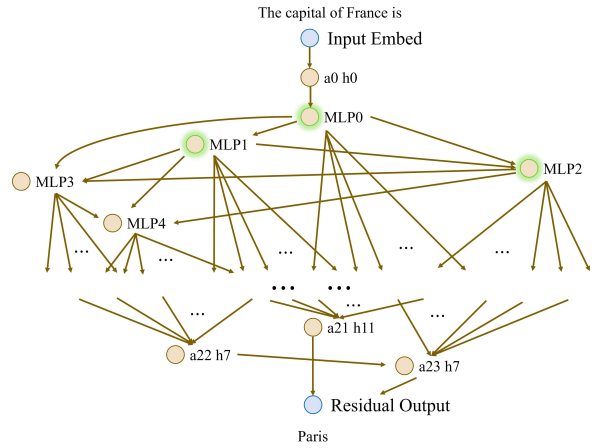 The capital of France is
Input Embed
a0 h0
MLP0
MLP1
MLP2
MLP3
MLP4
...
...
...
...
...
...
...
...
...
...
a21 h11
a22 h7
a23 h7
Residual Output
Paris